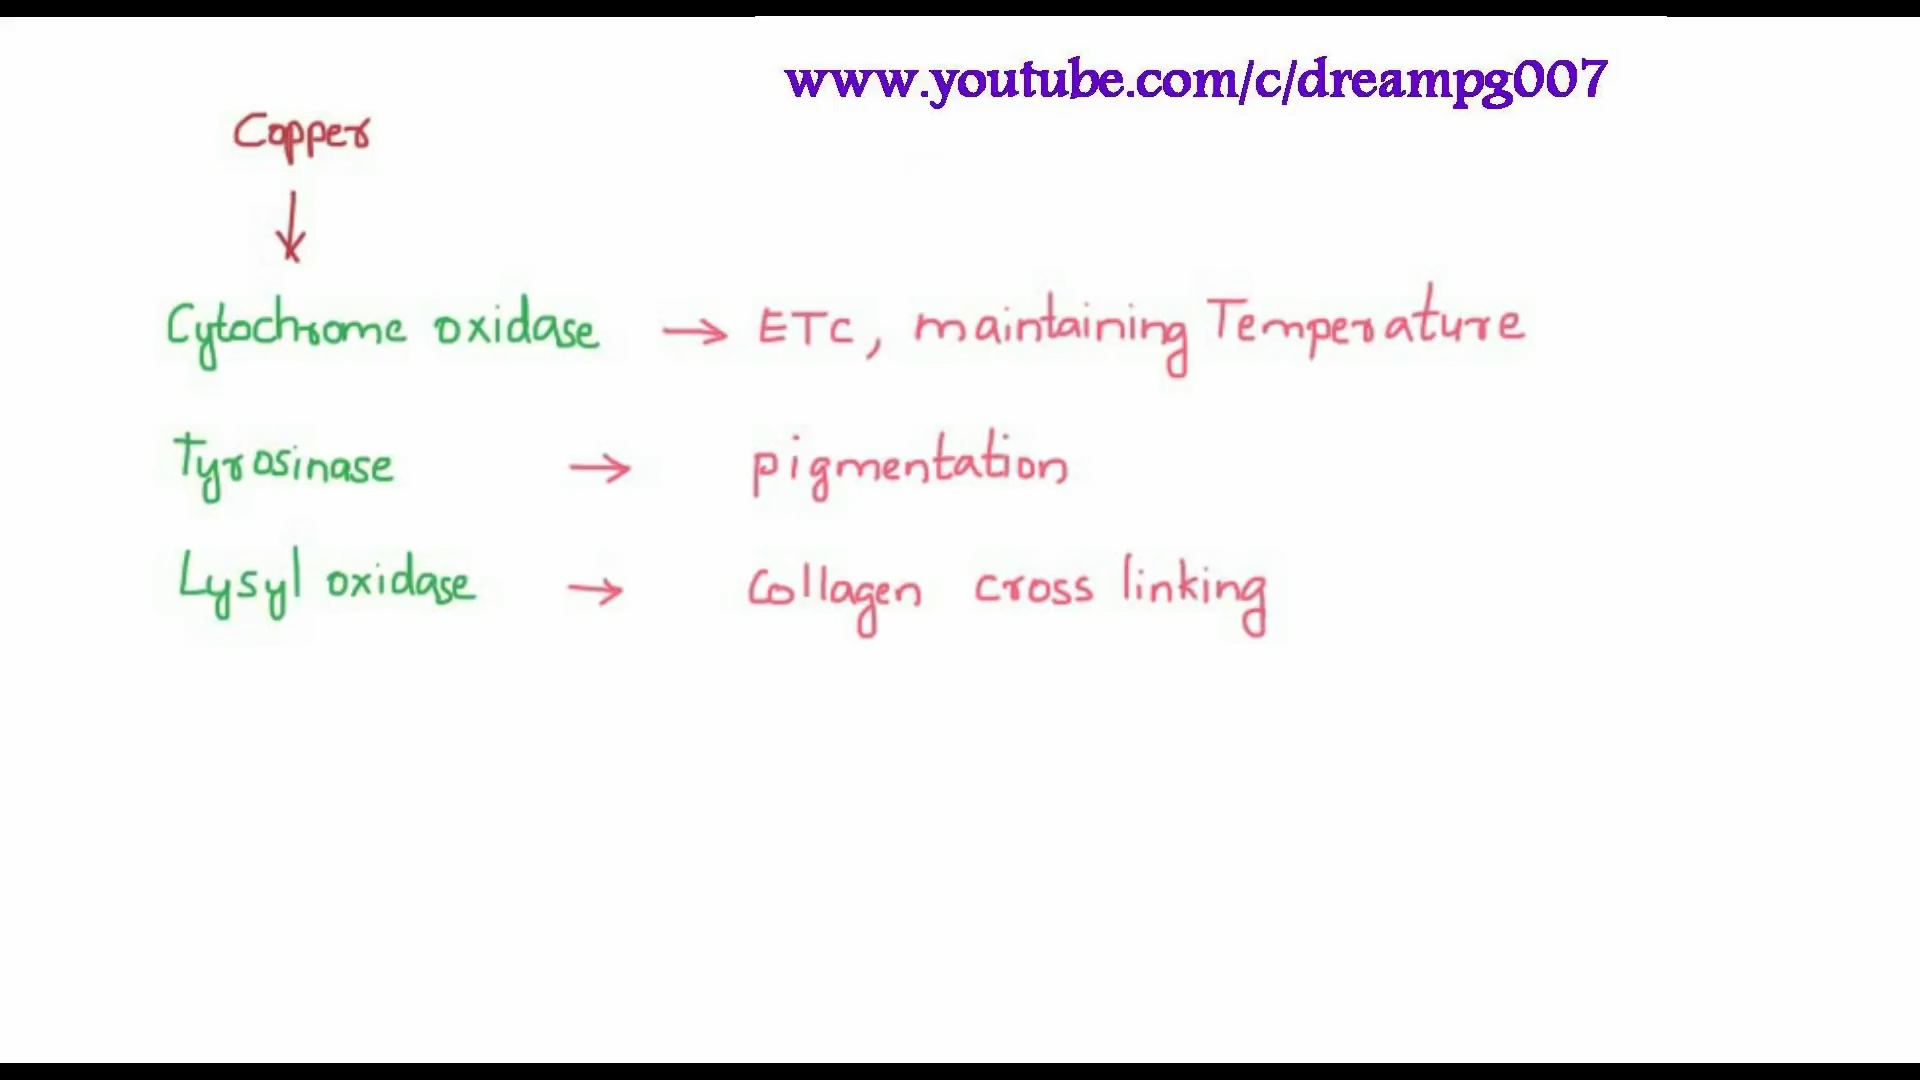 www.youtube.com/c/dreampg007
Copper
↓
Cytochrome oxidase → ETC, maintaining Temperature
Tyrosinase → pigmentation
Lysyl oxidase → Collagen cross linking